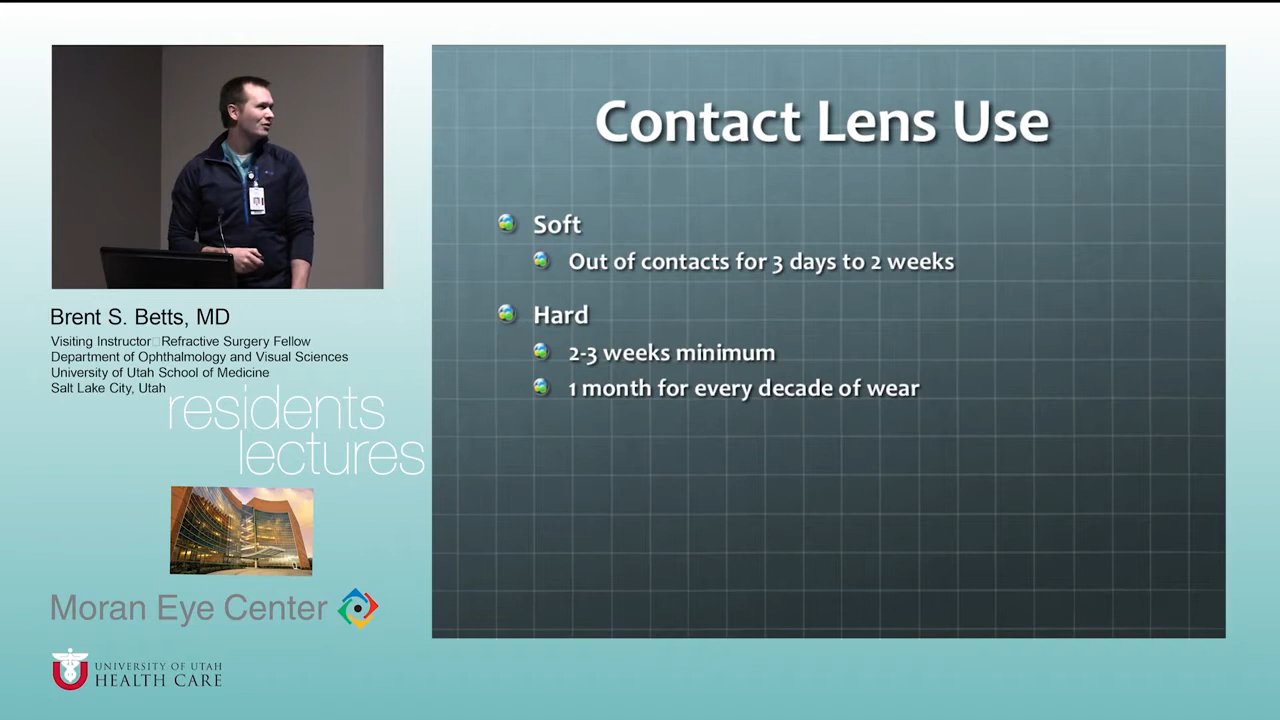 Contact Lens Use
Soft
Out of contacts for 3 days to 2 weeks
Hard
2-3 weeks minimum
1 month for every decade of wear
Brent S. Betts, MD
Visiting Instructor□Refractive Surgery Fellow
Department of Ophthalmology and Visual Sciences
University of Utah School of Medicine
Salt Lake City, Utah
residents
lectures
Moran Eye Center
UNIVERSITY OF UTAH
HEALTH CARE